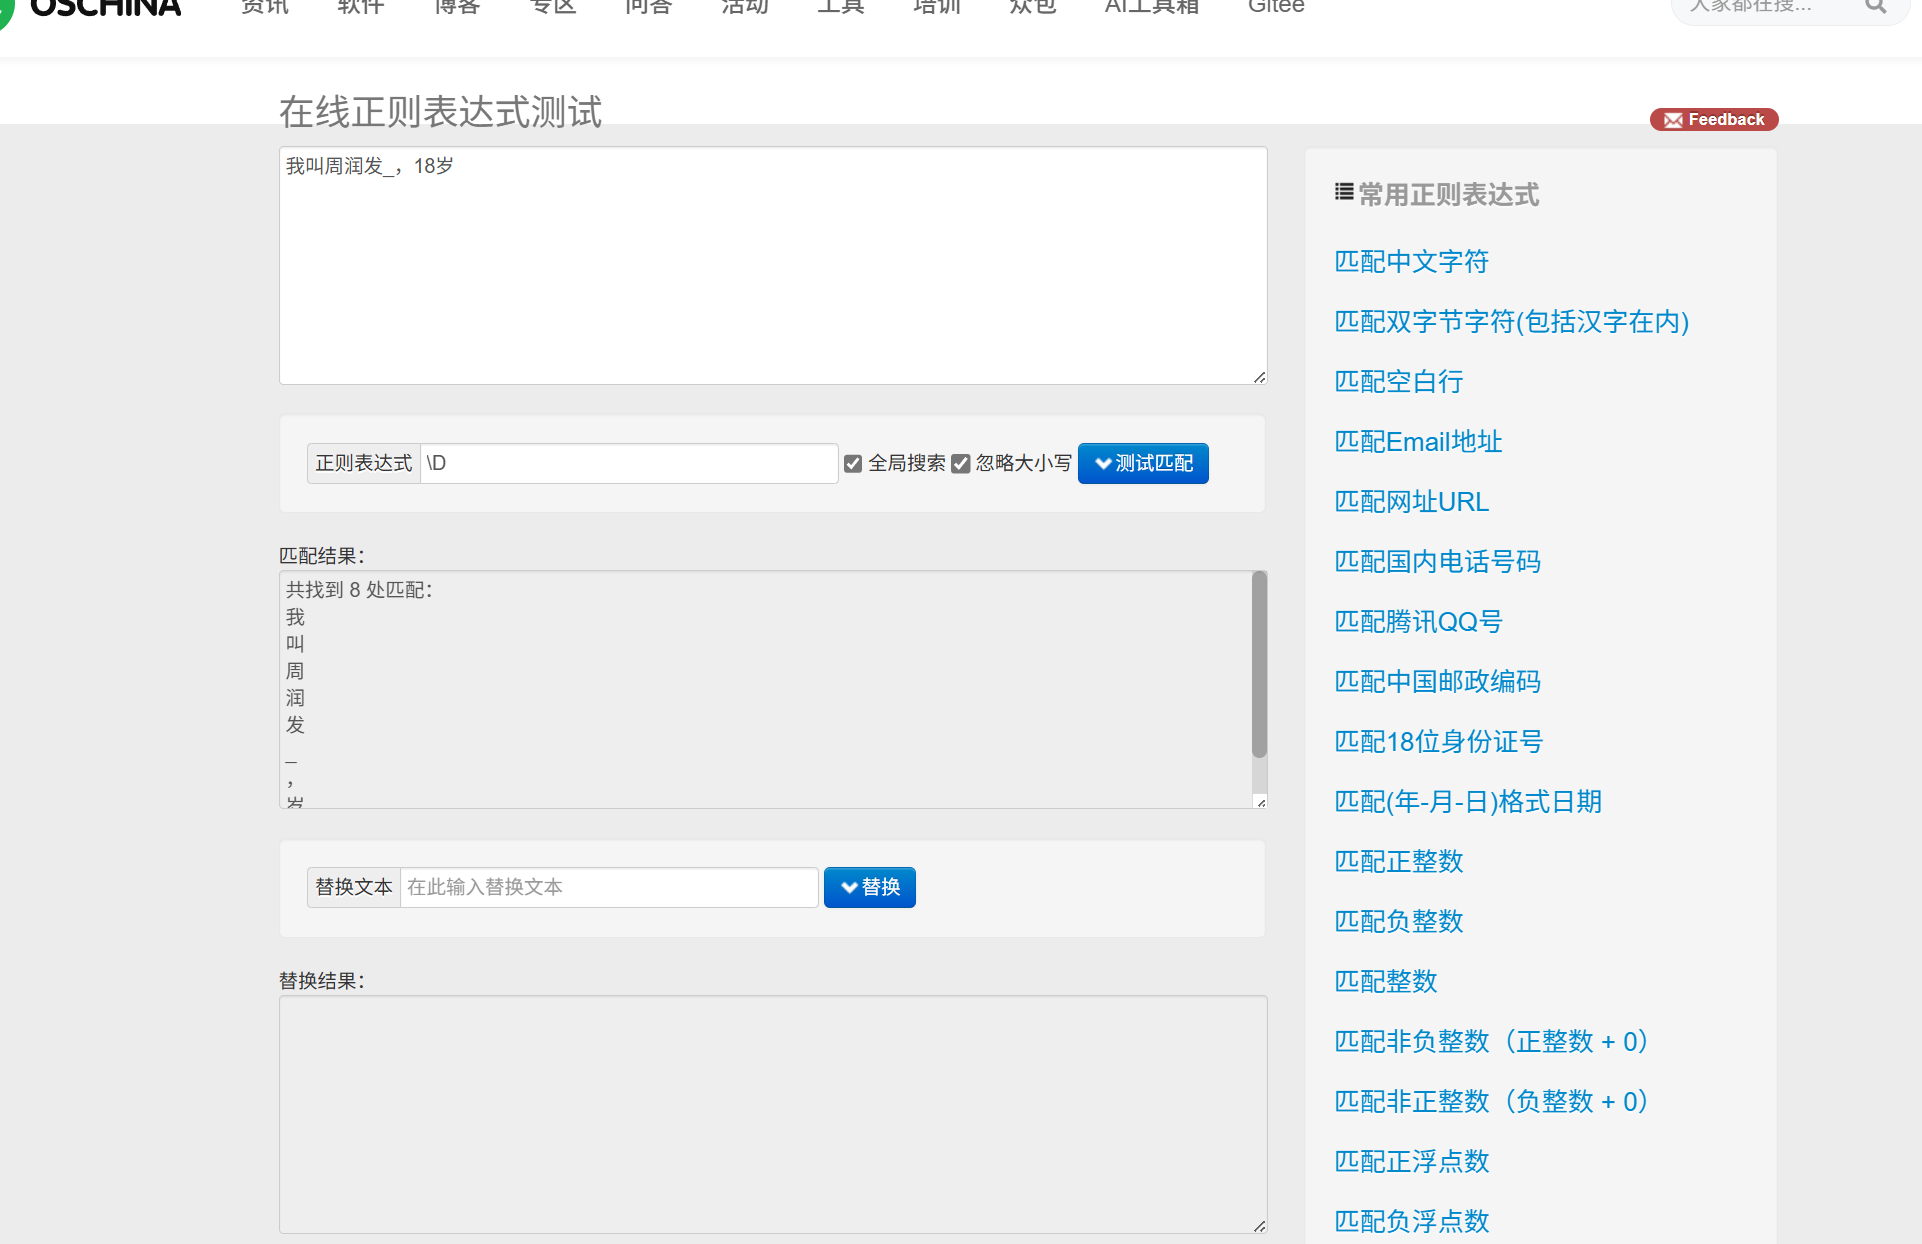 OSCHINA 资讯 软件 博客 专区 问答 活动 工具 培训 众包 AI工具箱 Gitee 大家都在搜...
在线正则表达式测试
Feedback
我叫周润发_，18岁
正则表达式 \D 全局搜索 忽略大小写 测试匹配
匹配结果：
共找到 8 处匹配：
我
叫
周
润
发
_
，
岁
替换文本 在此输入替换文本 替换
替换结果：
常用正则表达式
匹配中文字符
匹配双字节字符(包括汉字在内)
匹配空白行
匹配Email地址
匹配网址URL
匹配国内电话号码
匹配腾讯QQ号
匹配中国邮政编码
匹配18位身份证号
匹配(年-月-日)格式日期
匹配正整数
匹配负整数
匹配整数
匹配非负整数（正整数 + 0）
匹配非正整数（负整数 + 0）
匹配正浮点数
匹配负浮点数